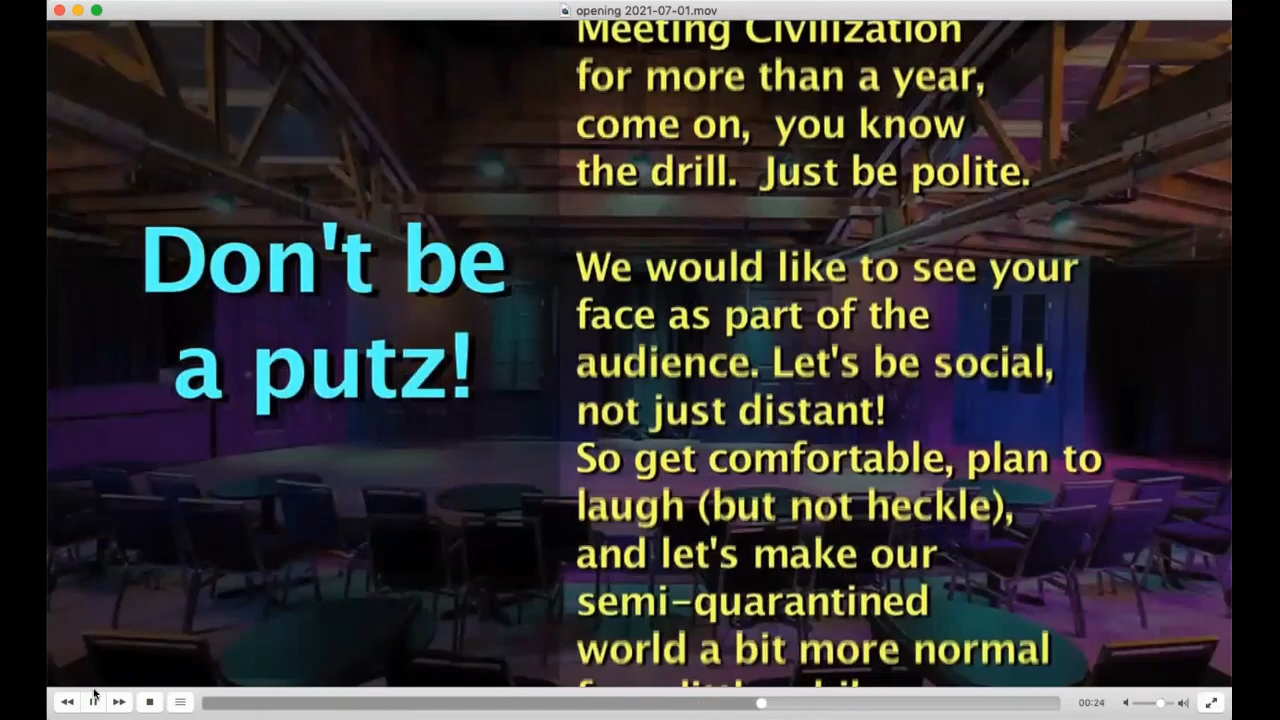 opening 2021-07-01.mov
Meeting Civilization
for more than a year,
come on, you know
the drill. Just be polite.
Don't be
a putz!
We would like to see your
face as part of the
audience. Let's be social,
not just distant!
So get comfortable, plan to
laugh (but not heckle),
and let's make our
semi-quarantined
world a bit more normal
00:24